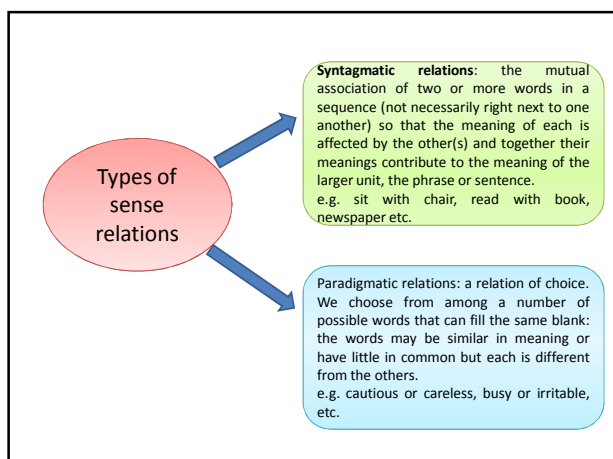 Types of
sense
relations
Syntagmatic relations: the mutual
association of two or more words in a
sequence (not necessarily right next to one
another) so that the meaning of each is
affected by the other(s) and together their
meanings contribute to the meaning of the
larger unit, the phrase or sentence.
e.g. sit with chair, read with book,
newspaper etc.
Paradigmatic relations: a relation of choice.
We choose from among a number of
possible words that can fill the same blank:
the words may be similar in meaning or
have little in common but each is different
from the others.
e.g. cautious or careless, busy or irritable,
etc.